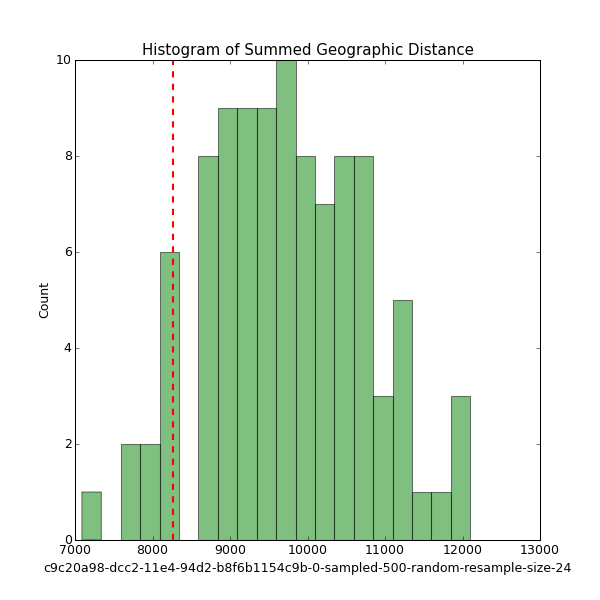 Histogram of Summed Geographic Distance
10
8
6
4
2
0
Count
7000 8000 9000 10000 11000 12000 13000
c9c20a98-dcc2-11e4-94d2-b8f6b1154c9b-0-sampled-500-random-resample-size-24